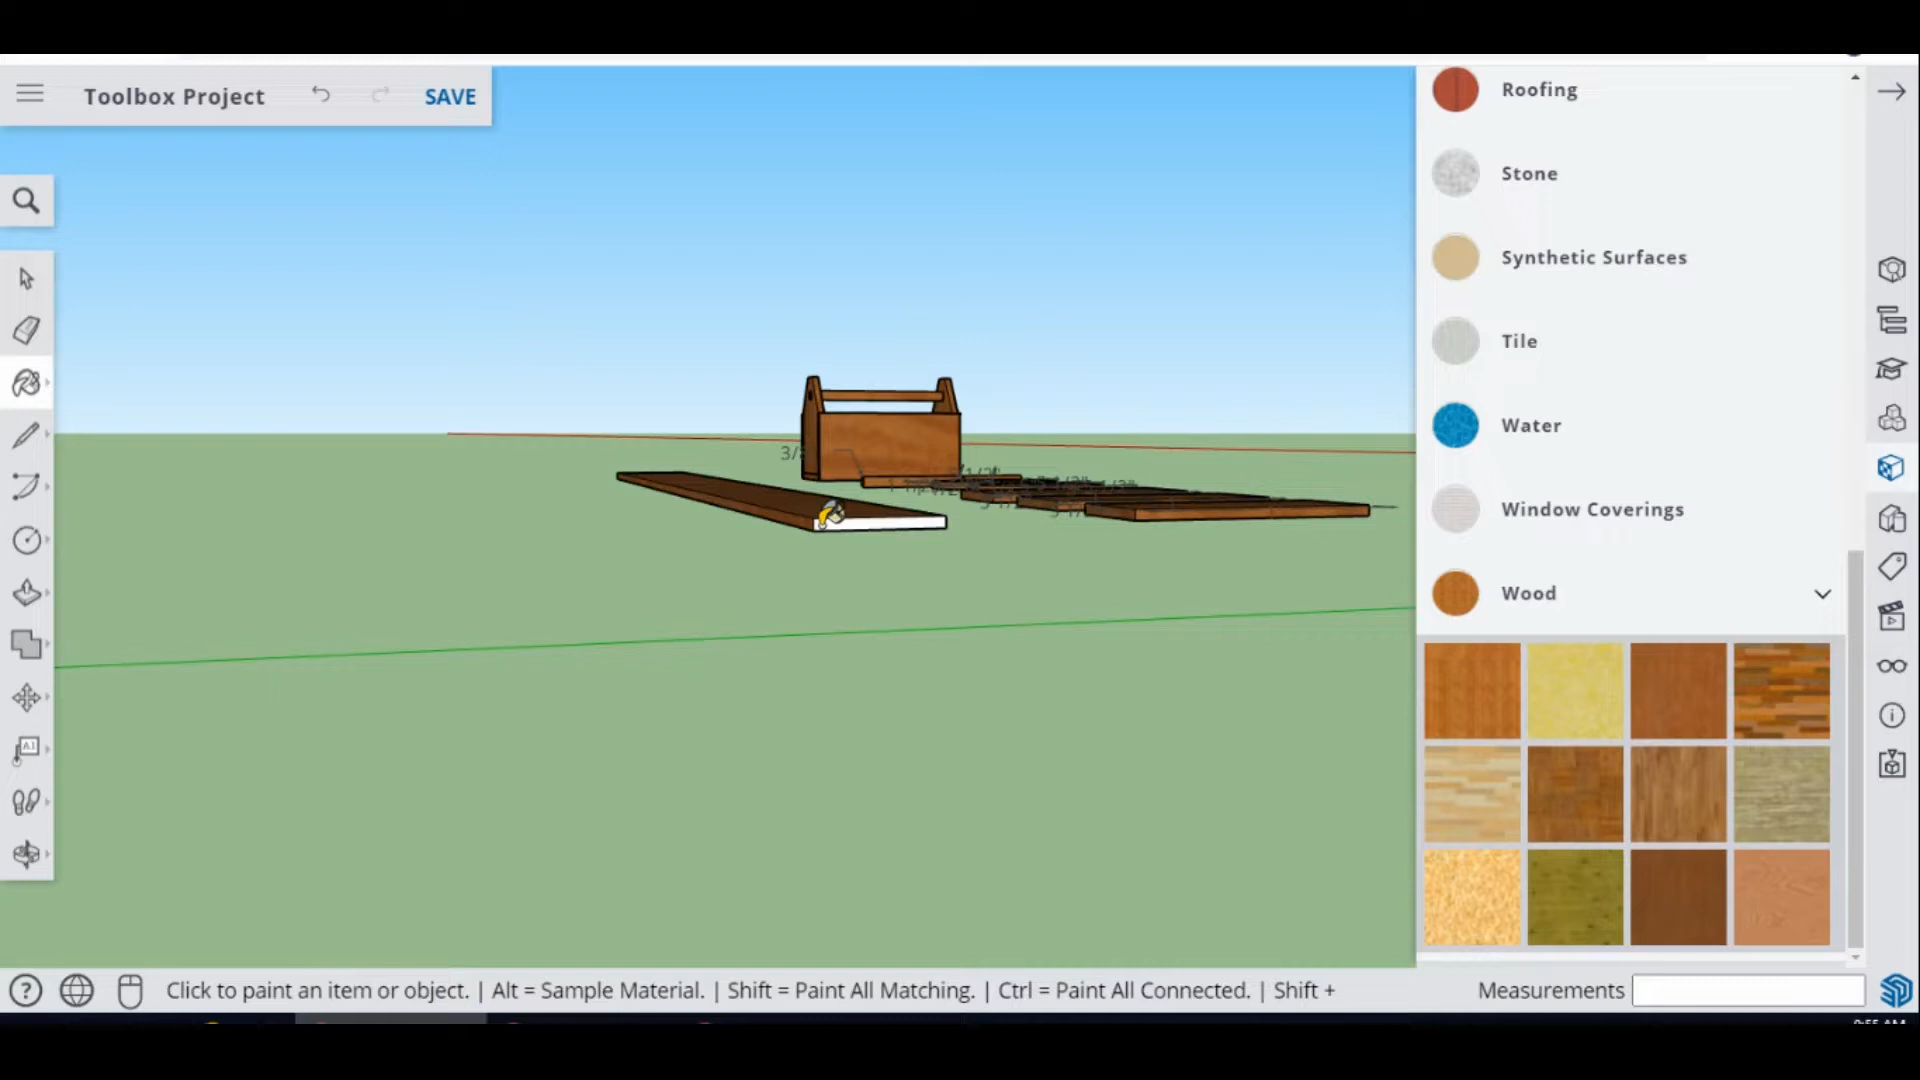 Toolbox Project
SAVE
Roofing
Stone
Synthetic Surfaces
Tile
Water
Window Coverings
Wood
Click to paint an item or object. | Alt = Sample Material. | Shift = Paint All Matching. | Ctrl = Paint All Connected. | Shift +
Measurements